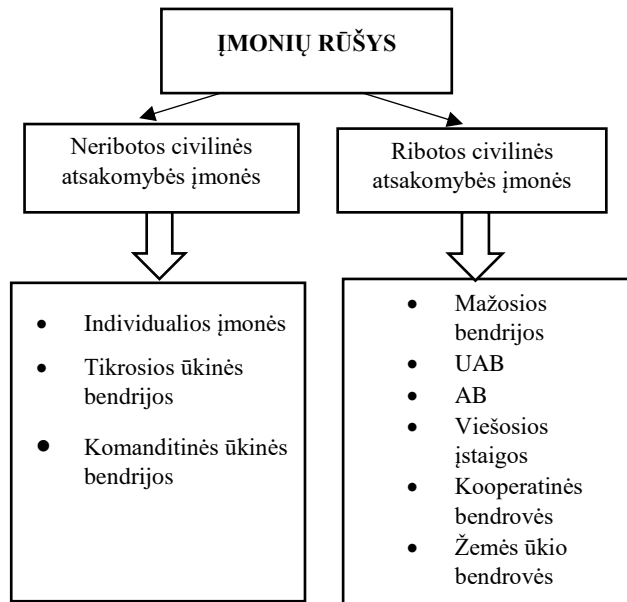 ĮMONIŲ RŪŠYS
Neribotos civilinės
atsakomybės įmonės
Ribotos civilinės
atsakomybės įmonės
• Individualios įmonės
• Tikrosios ūkinės
bendrijos
• Komanditinės ūkinės
bendrijos
• Mažosios
bendrijos
• UAB
• AB
• Viešosios
įstaigos
• Kooperatinės
bendrovės
• Žemės ūkio
bendrovės